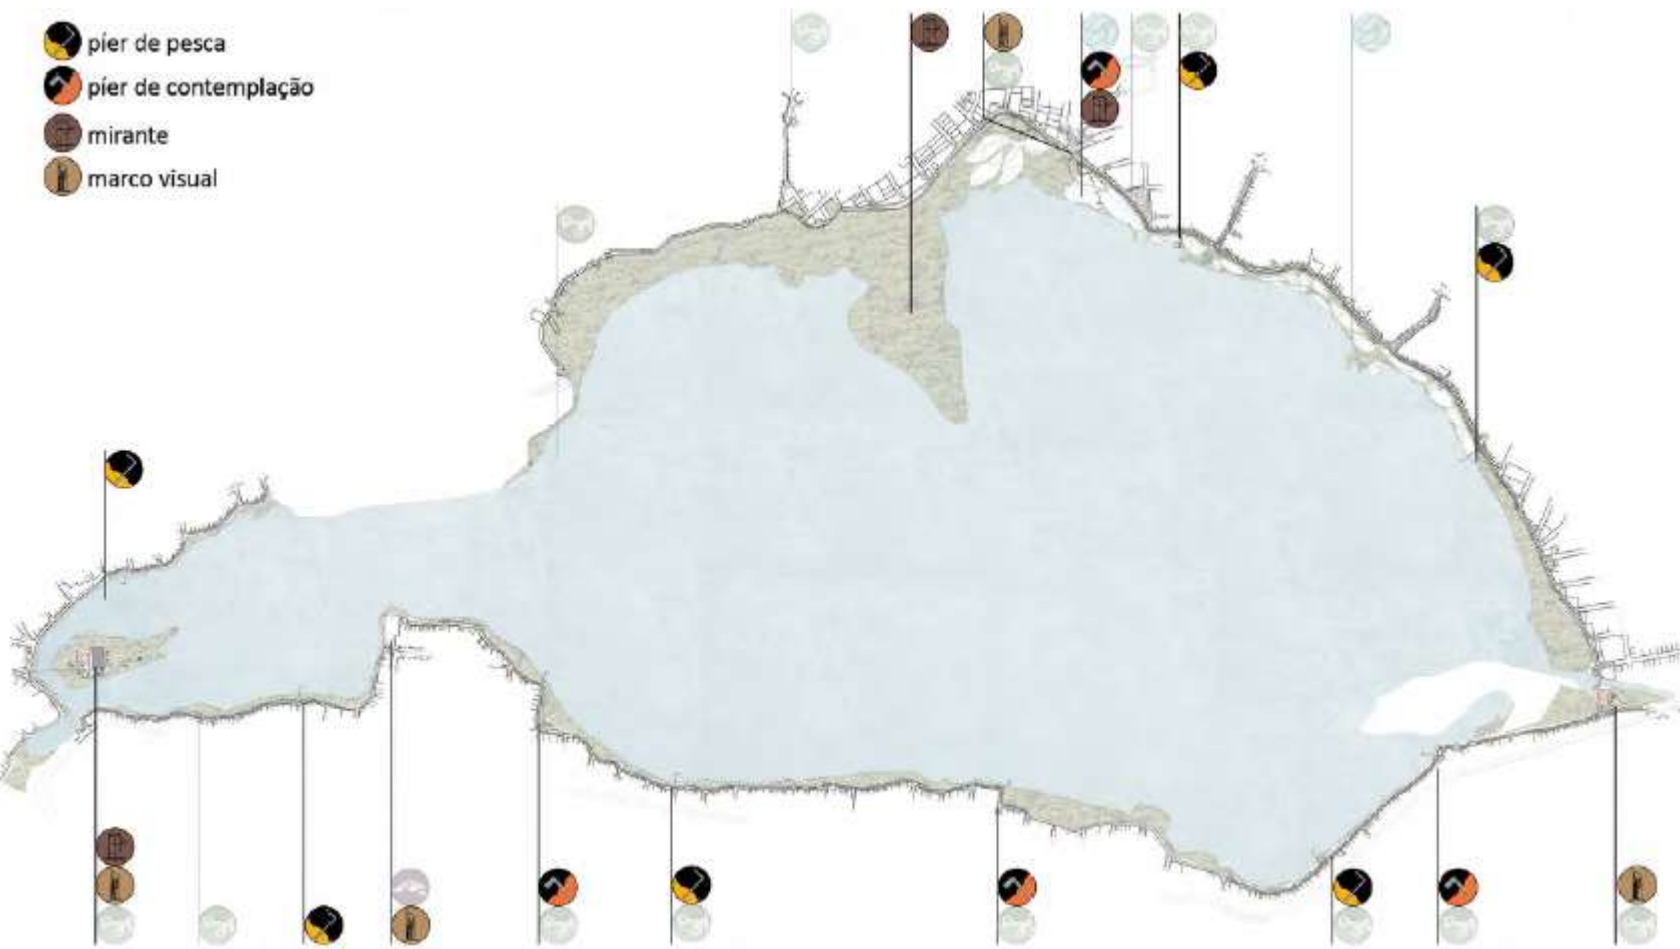 píer de pesca
píer de contemplação
mirante
marco visual